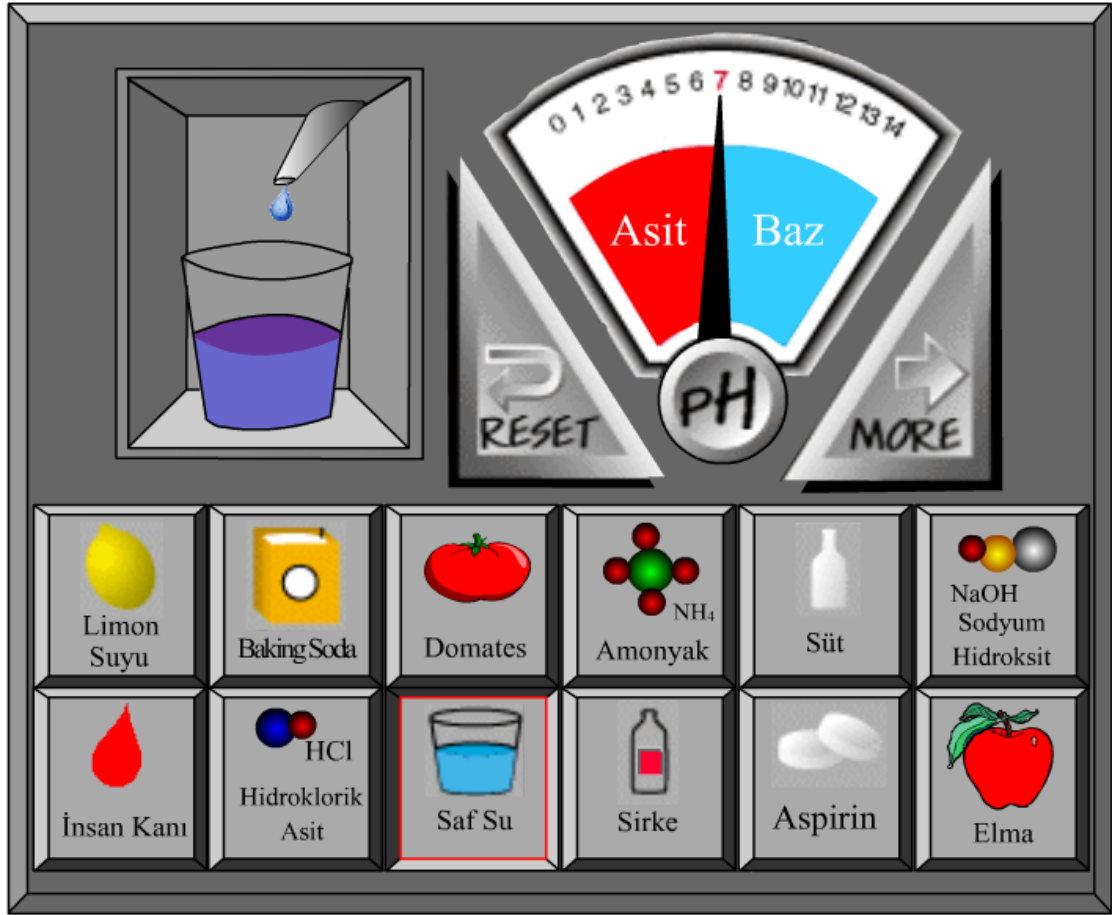 0 1 2 3 4 5 6 7 8 9 10 11 12 13 14
Asit Baz
RESET
pH
MORE
Limon
Suyu
Baking Soda
Domates
NH₄
Amonyak
Süt
NaOH
Sodyum
Hidroksit
İnsan Kanı
HCl
Hidroklorik
Asit
Saf Su
Sirke
Aspirin
Elma